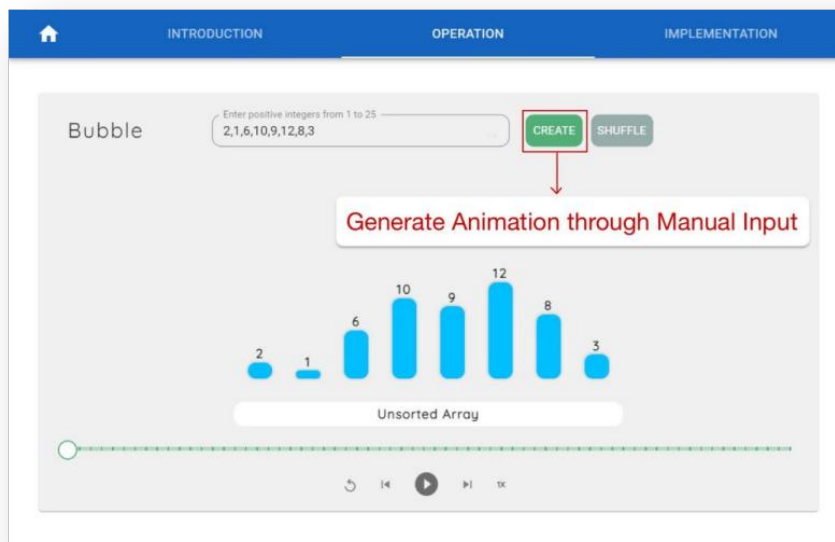 INTRODUCTION OPERATION IMPLEMENTATION
Enter positive integers from 1 to 25
Bubble 2,1,6,10,9,12,8,3 CREATE SHUFFLE
Generate Animation through Manual Input
2 1 6 10 9 12 8 3
Unsorted Array
1X